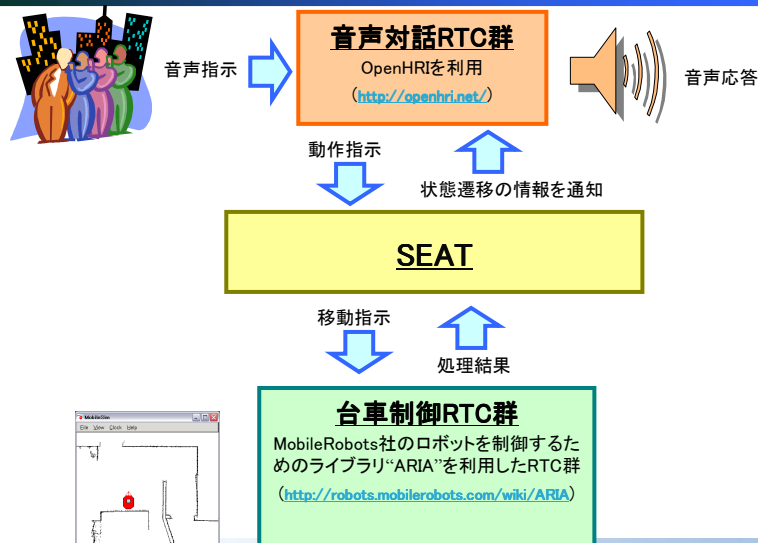 音声対話RTC群
OpenHRIを利用
(http://openhri.net/)
音声指示
音声応答
動作指示
状態遷移の情報を通知
SEAT
移動指示
処理結果
台車制御RTC群
MobileRobots社のロボットを制御するた
めのライブラリ“ARIA”を利用したRTC群
(http://robots.mobilerobots.com/wiki/ARIA)
MobileSim
File View Clock Help